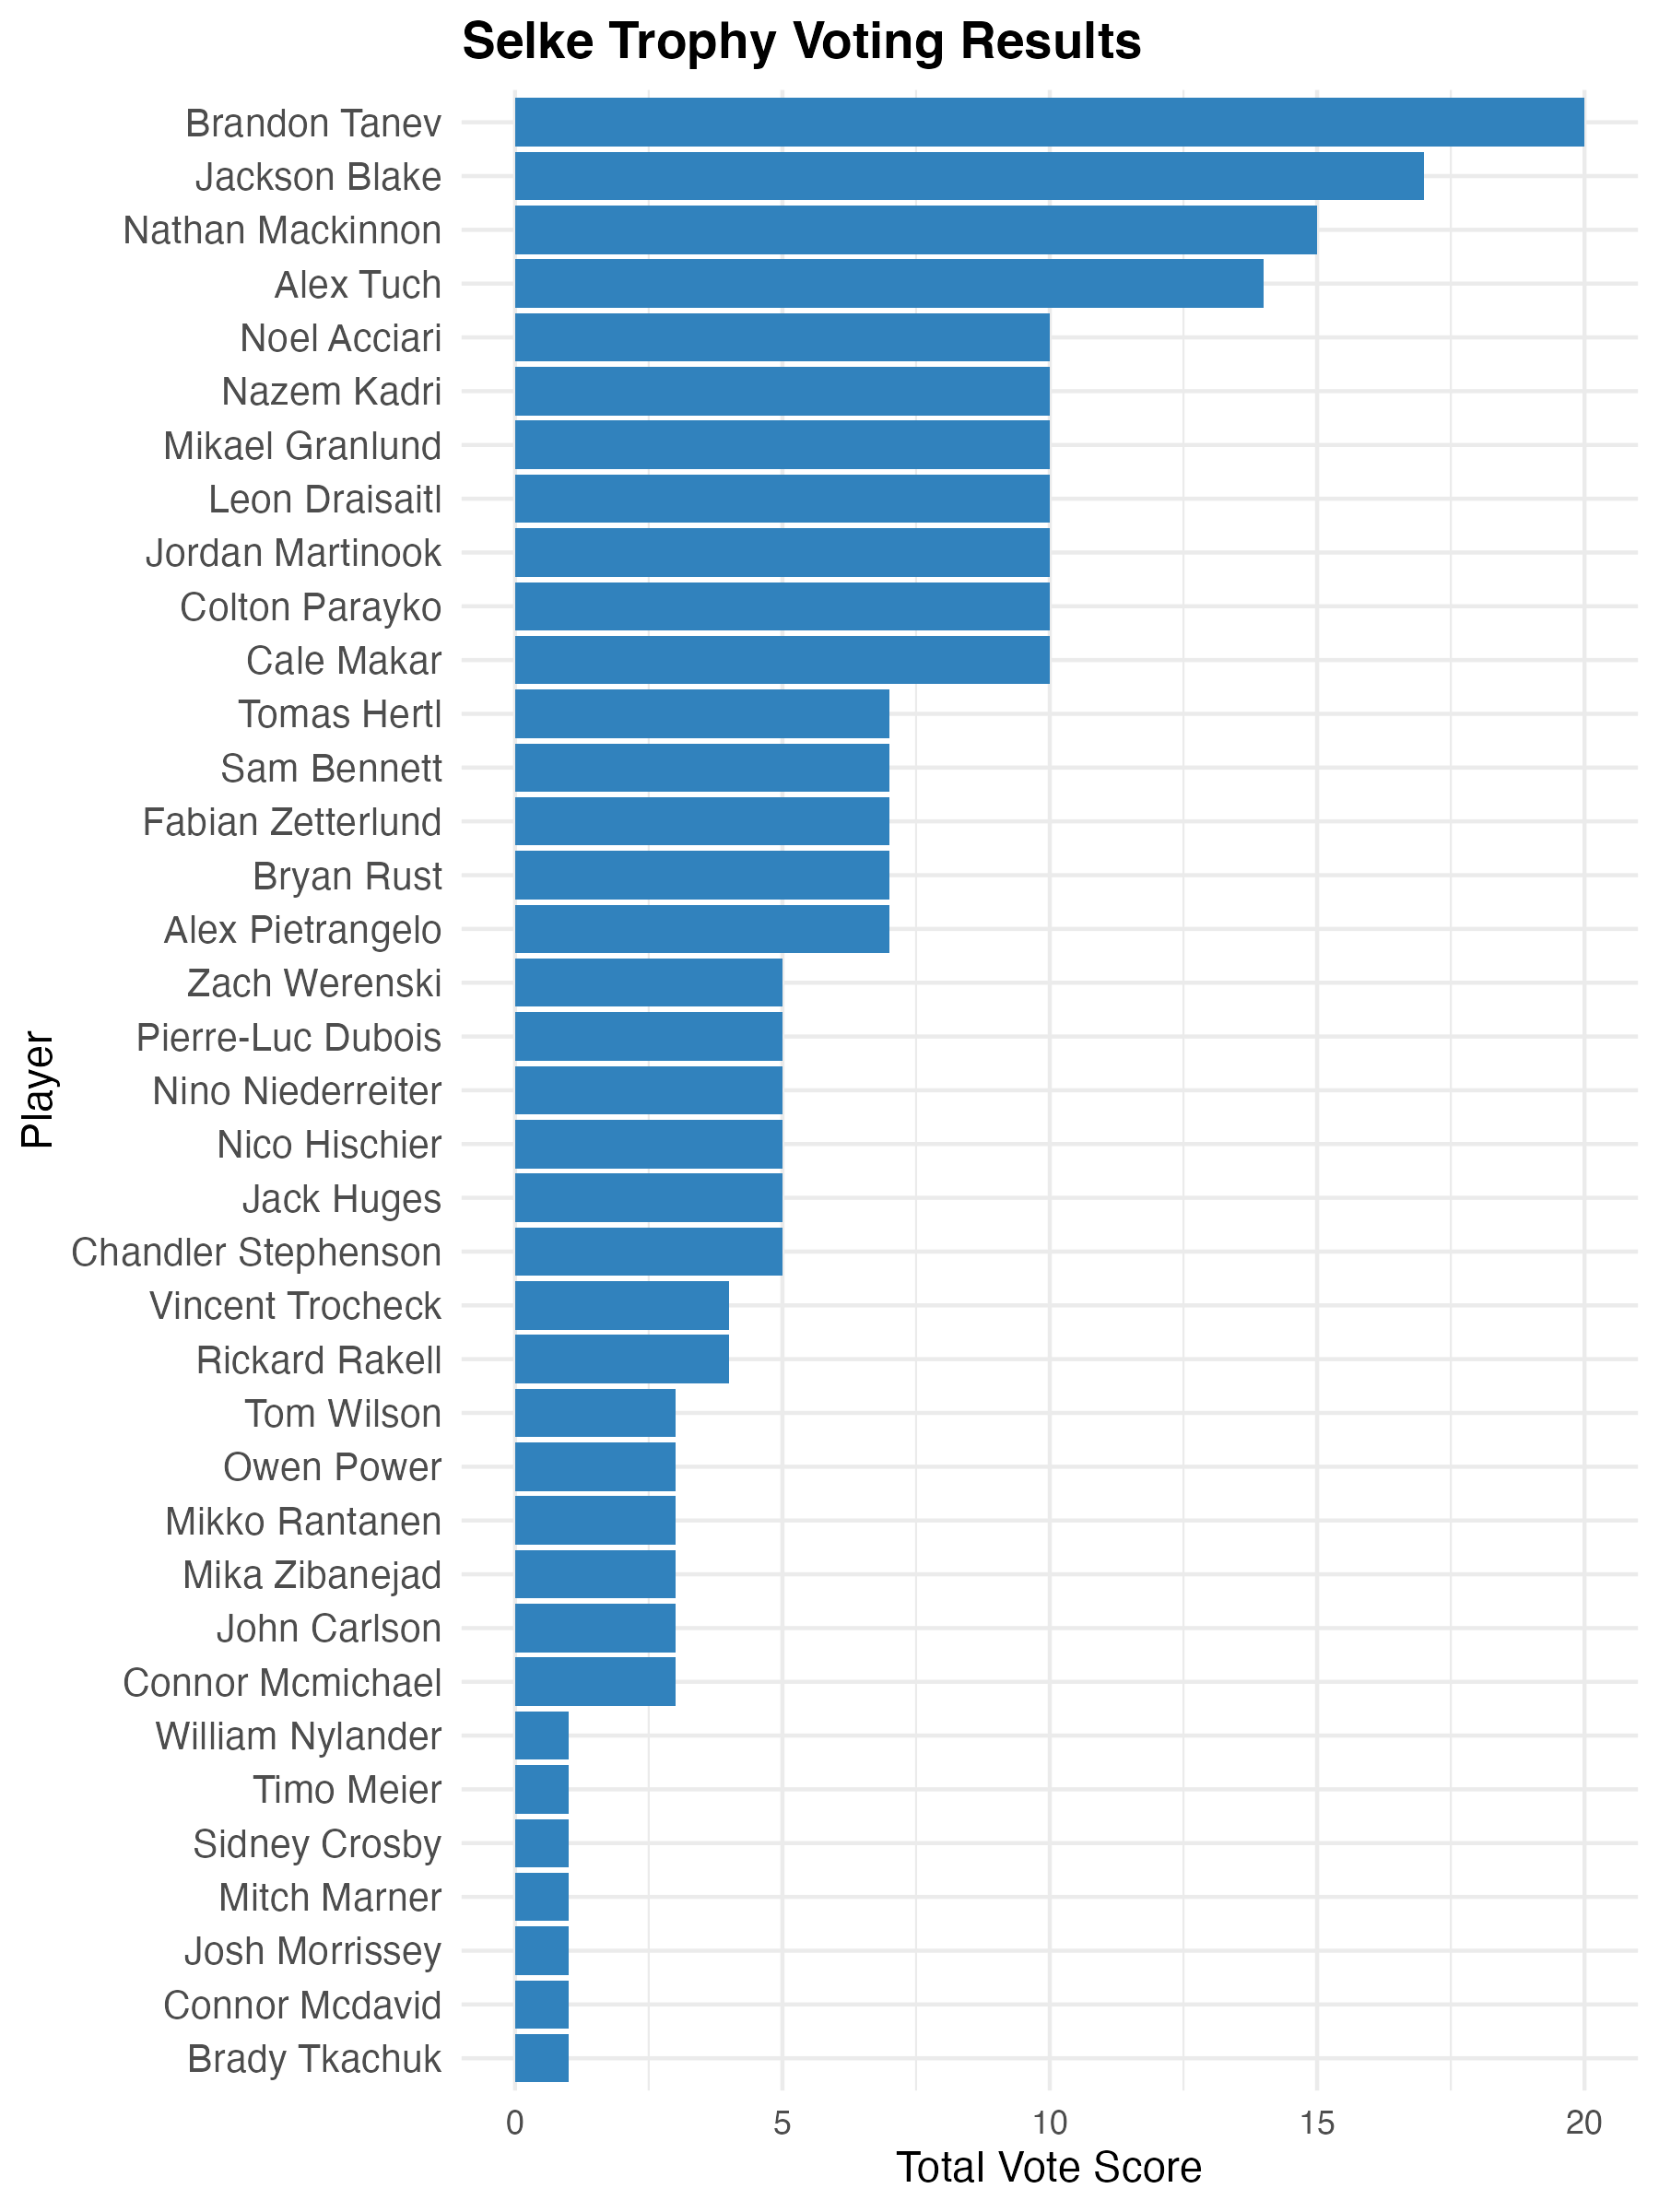 Selke Trophy Voting Results
Brandon Tanev
Jackson Blake
Nathan Mackinnon
Alex Tuch
Noel Acciari
Nazem Kadri
Mikael Granlund
Leon Draisaitl
Jordan Martinook
Colton Parayko
Cale Makar
Tomas Hertl
Sam Bennett
Fabian Zetterlund
Bryan Rust
Alex Pietrangelo
Zach Werenski
Pierre-Luc Dubois
Nino Niederreiter
Nico Hischier
Jack Huges
Chandler Stephenson
Vincent Trocheck
Rickard Rakell
Tom Wilson
Owen Power
Mikko Rantanen
Mika Zibanejad
John Carlson
Connor Mcmichael
William Nylander
Timo Meier
Sidney Crosby
Mitch Marner
Josh Morrissey
Connor Mcdavid
Brady Tkachuk
Player
0 5 10 15 20
Total Vote Score